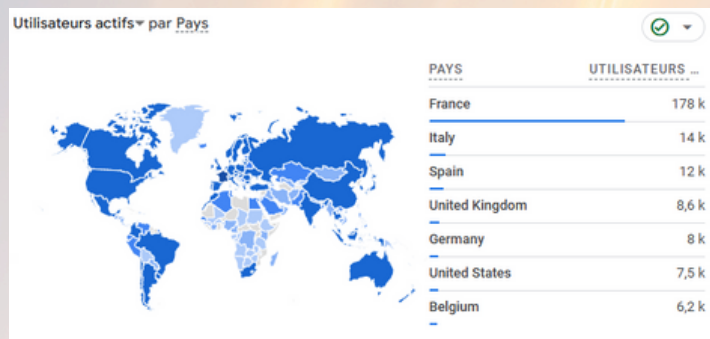 Utilisateurs actifs par Pays
PAYS UTILISATEURS ...
France 178 k
Italy 14 k
Spain 12 k
United Kingdom 8,6 k
Germany 8 k
United States 7,5 k
Belgium 6,2 k